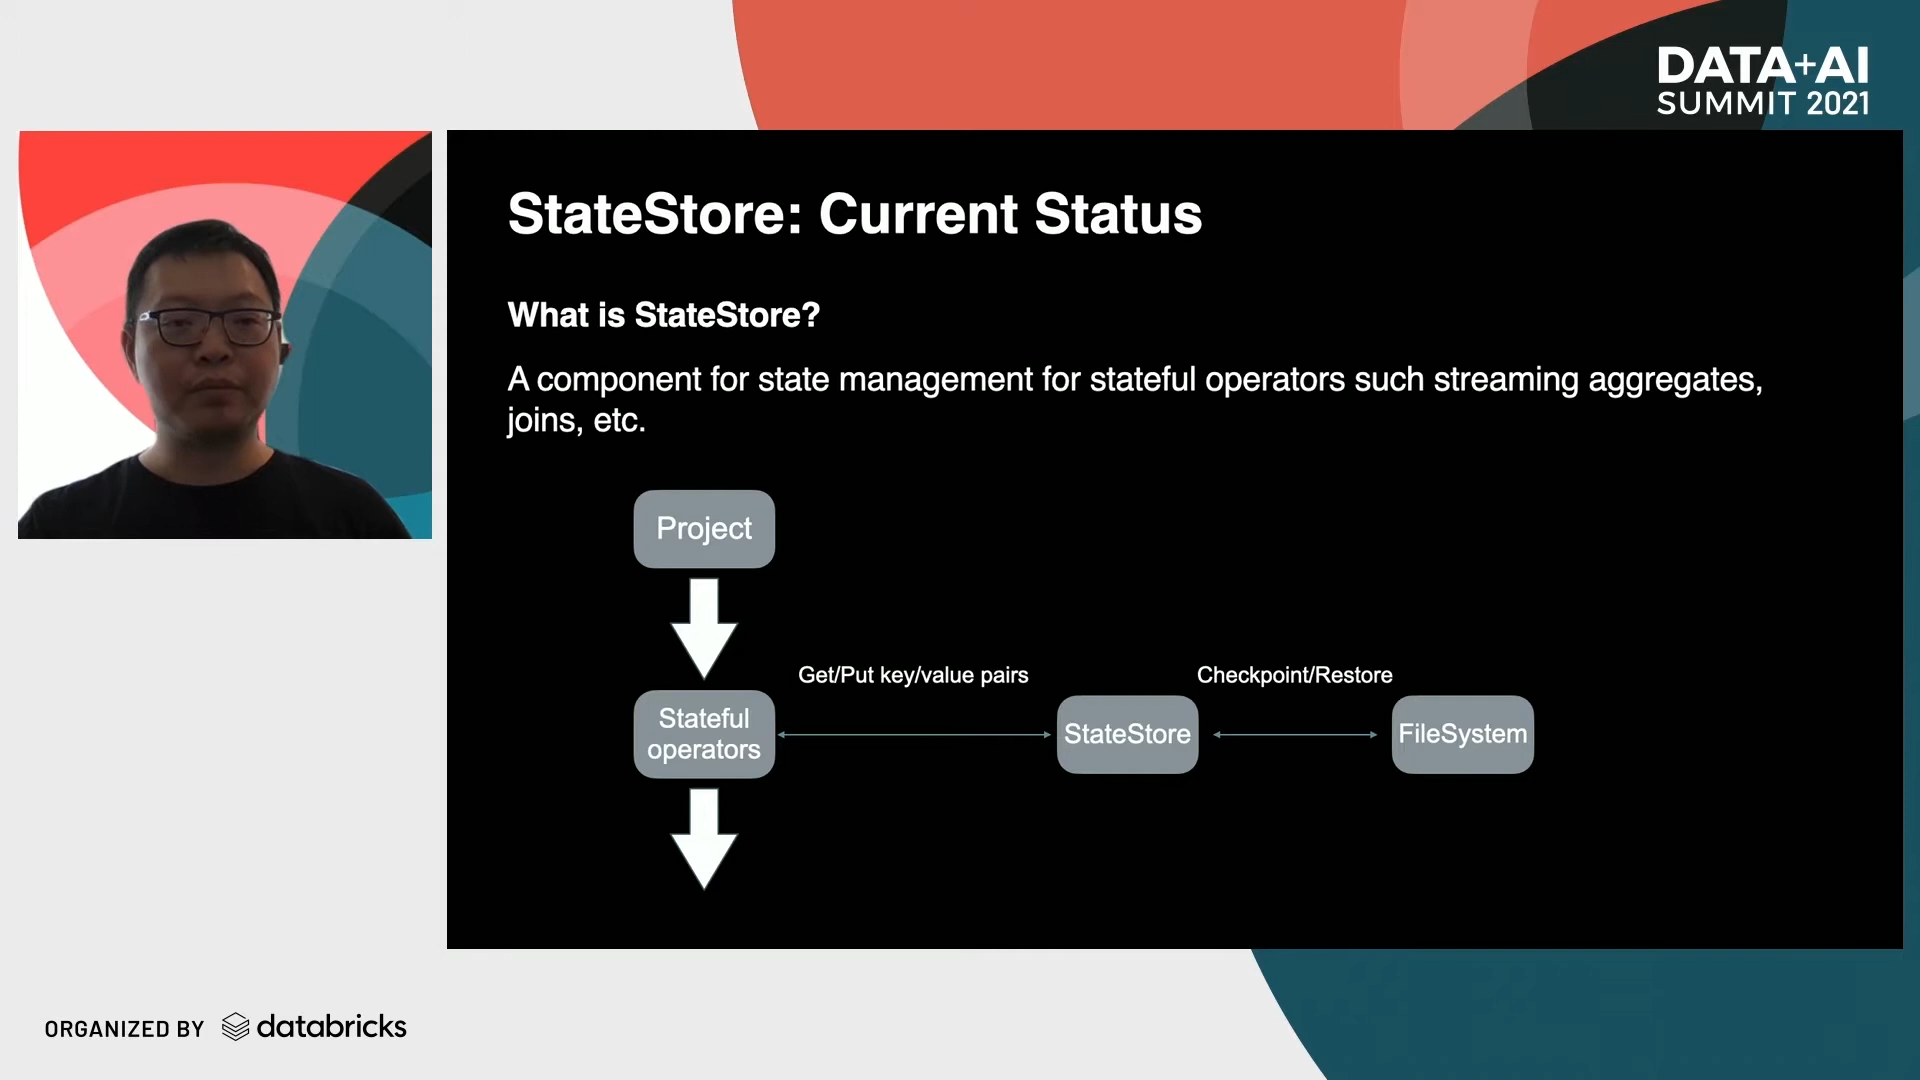 DATA+AI
SUMMIT 2021
StateStore: Current Status
What is StateStore?
A component for state management for stateful operators such streaming aggregates,
joins, etc.
Project
Get/Put key/value pairs
Checkpoint/Restore
Stateful
operators
StateStore
FileSystem
ORGANIZED BY databricks